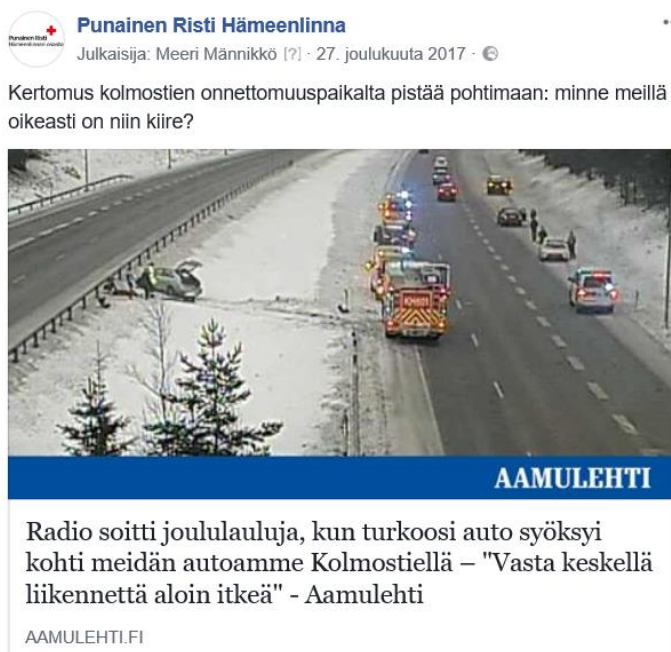 Punainen Risti Hämeenlinna
Julkaisija: Meeri Männikkö [?] · 27. joulukuuta 2017 ·
Kertomus kolmostien onnettomuuspaikalta pistää pohtimaan: minne meillä
oikeasti on niin kiire?
AAMULEHTI
Radio soitti joululauluja, kun turkoosi auto syöksyi
kohti meidän autoamme Kolmostiellä – "Vasta keskellä
liikennettä aloin itkeä" - Aamulehti
AAMULEHTI.FI